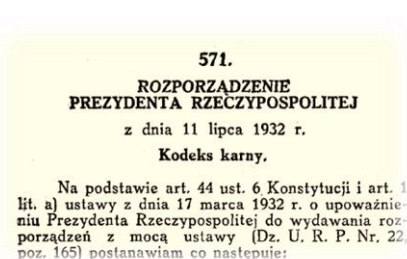 571.
ROZPORZĄDZENIE
PREZYDENTA RZECZYPOSPOLITEJ
z dnia 11 lipca 1932 r.
Kodeks karny.
Na podstawie art. 44 ust. 6 Konstytucji i art. 1
lit. a) ustawy z dnia 17 marca 1932 r. o upoważnie-
niu Prezydenta Rzeczypospolitej do wydawania roz-
porządzeń z mocą ustawy (Dz. U. R. P. Nr. 22,
poz. 165) postanawiam co następuje: